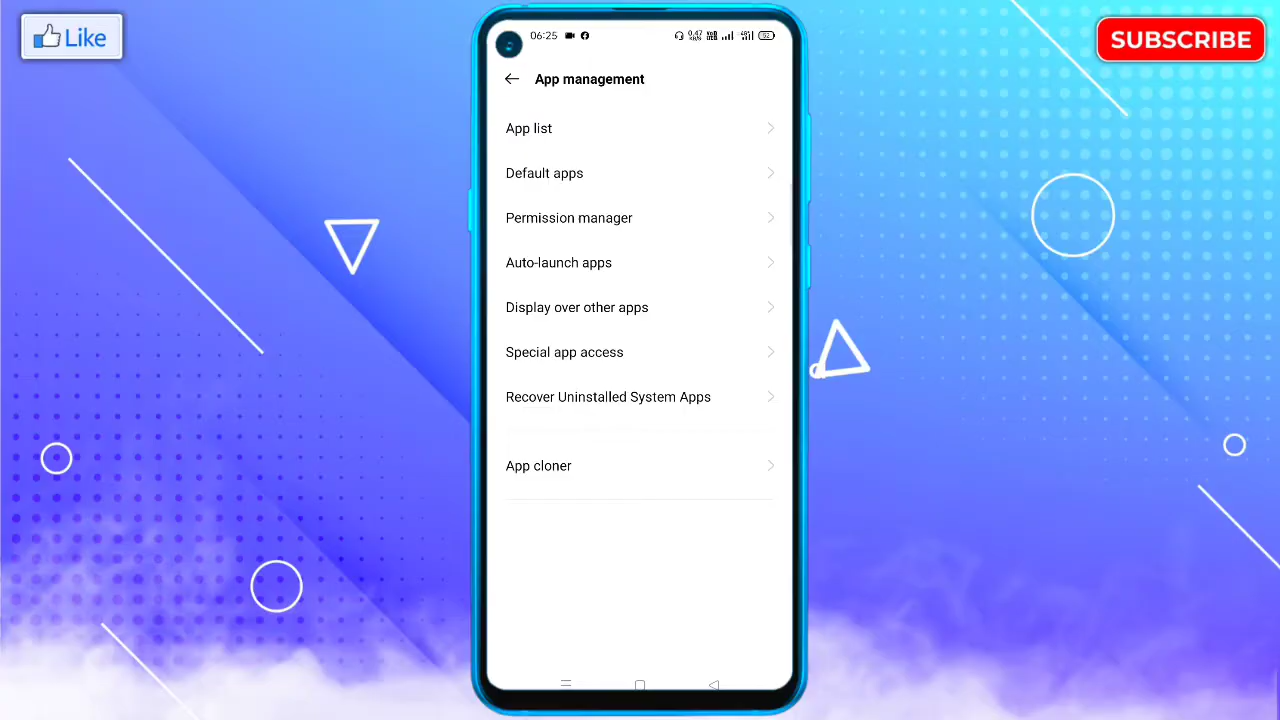 Like
SUBSCRIBE
06:25
App management
App list
Default apps
Permission manager
Auto-launch apps
Display over other apps
Special app access
Recover Uninstalled System Apps
App cloner